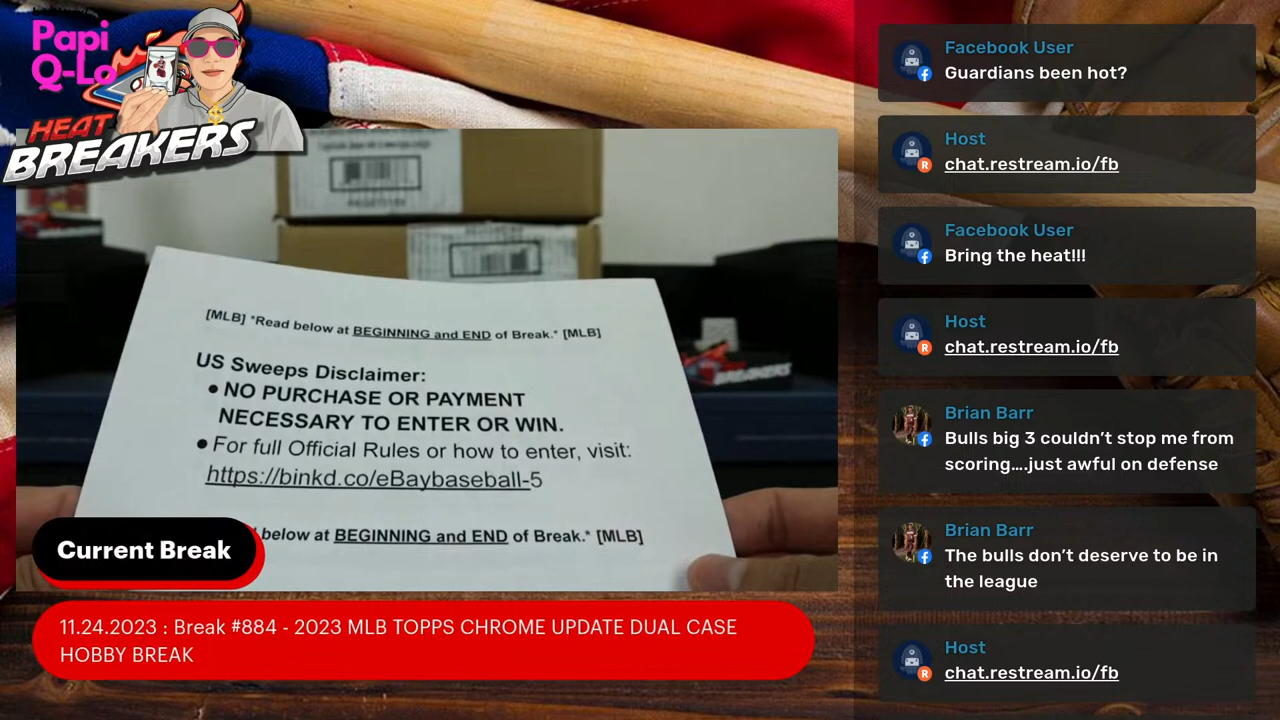 Papi
Q-Lo
HEAT
BREAKERS
[MLB] *Read below at BEGINNING and END of Break.* [MLB]
US Sweeps Disclaimer:
● NO PURCHASE OR PAYMENT
NECESSARY TO ENTER OR WIN.
● For full Official Rules or how to enter, visit:
https://binkd.co/eBaybaseball-5
below at BEGINNING and END of Break.* [MLB]
BREAKERS
Current Break
11.24.2023 : Break #884 - 2023 MLB TOPPS CHROME UPDATE DUAL CASE
HOBBY BREAK
Facebook User
Guardians been hot?
Host
chat.restream.io/fb
Facebook User
Bring the heat!!!
Host
chat.restream.io/fb
Brian Barr
Bulls big 3 couldn’t stop me from
scoring….just awful on defense
Brian Barr
The bulls don’t deserve to be in
the league
Host
chat.restream.io/fb